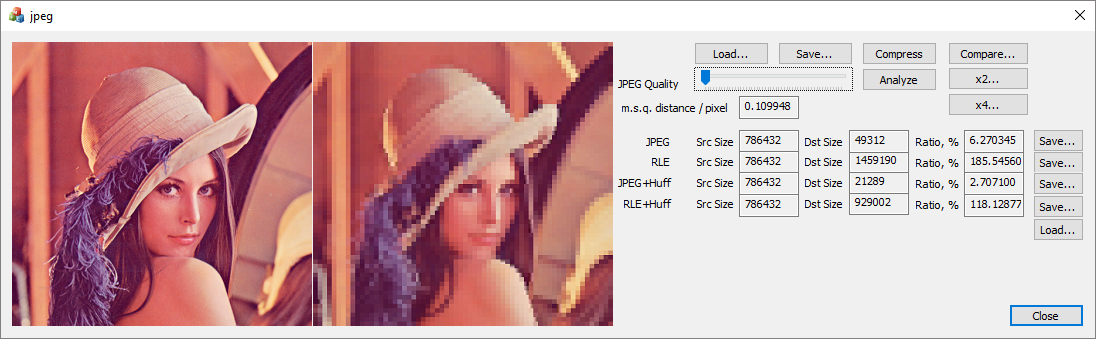 jpeg
Load... Save... Compress Compare...
JPEG Quality Analyze x2...
m.s.q. distance / pixel 0.109948 x4...
JPEG Src Size 786432 Dst Size 49312 Ratio, % 6.270345 Save...
RLE Src Size 786432 Dst Size 1459190 Ratio, % 185.54560 Save...
JPEG+Huff Src Size 786432 Dst Size 21289 Ratio, % 2.707100 Save...
RLE+Huff Src Size 786432 Dst Size 929002 Ratio, % 118.12877 Save...
Load...
Close